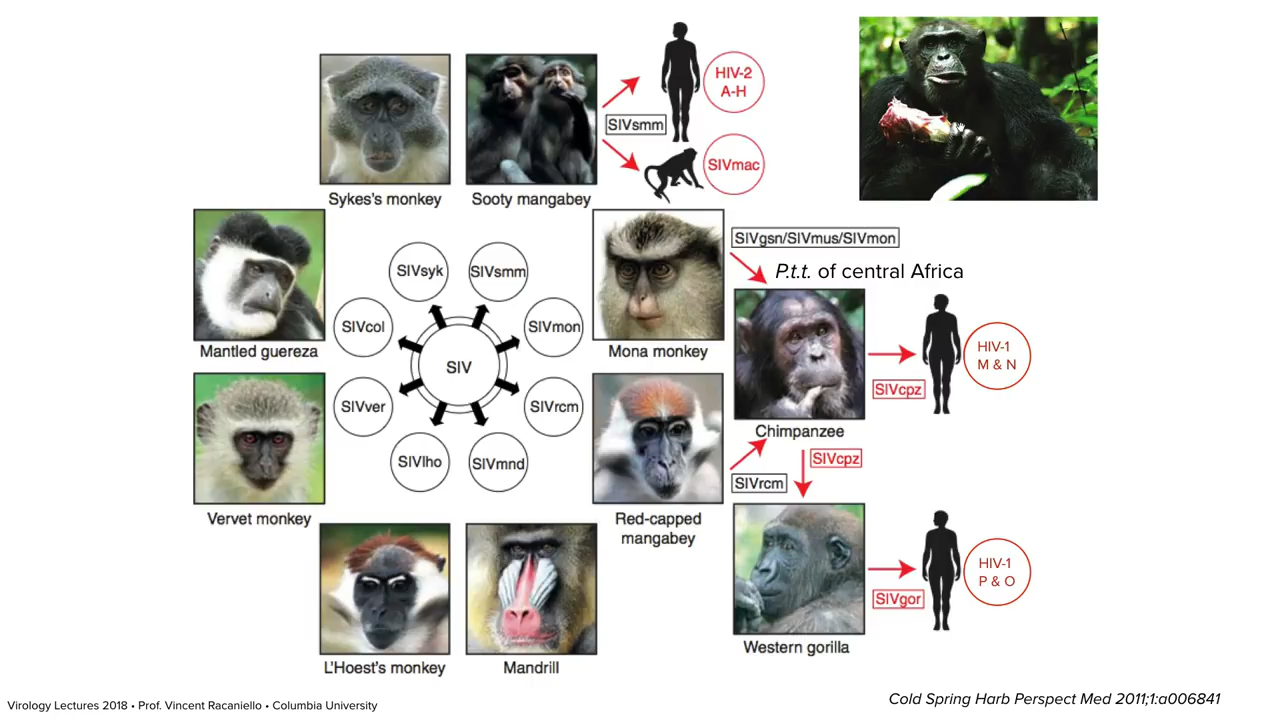 HIV-2
A-H
SIVsmm
SIVmac
Sykes's monkey
Sooty mangabey
SIVgsn/SIVmus/SIVmon
P.t.t. of central Africa
SIVsyk
SIVsmm
SIVcol
SIVmon
SIV
Mantled guereza
Mona monkey
HIV-1
M & N
SIVcpz
SIVver
SIVrcm
Chimpanzee
SIVlho
SIVmnd
SIVcpz
SIVrcm
Vervet monkey
Red-capped
mangabey
HIV-1
P & O
SIVgor
Western gorilla
L'Hoest's monkey
Mandrill
Virology Lectures 2018 • Prof. Vincent Racaniello • Columbia University
Cold Spring Harb Perspect Med 2011;1:a006841